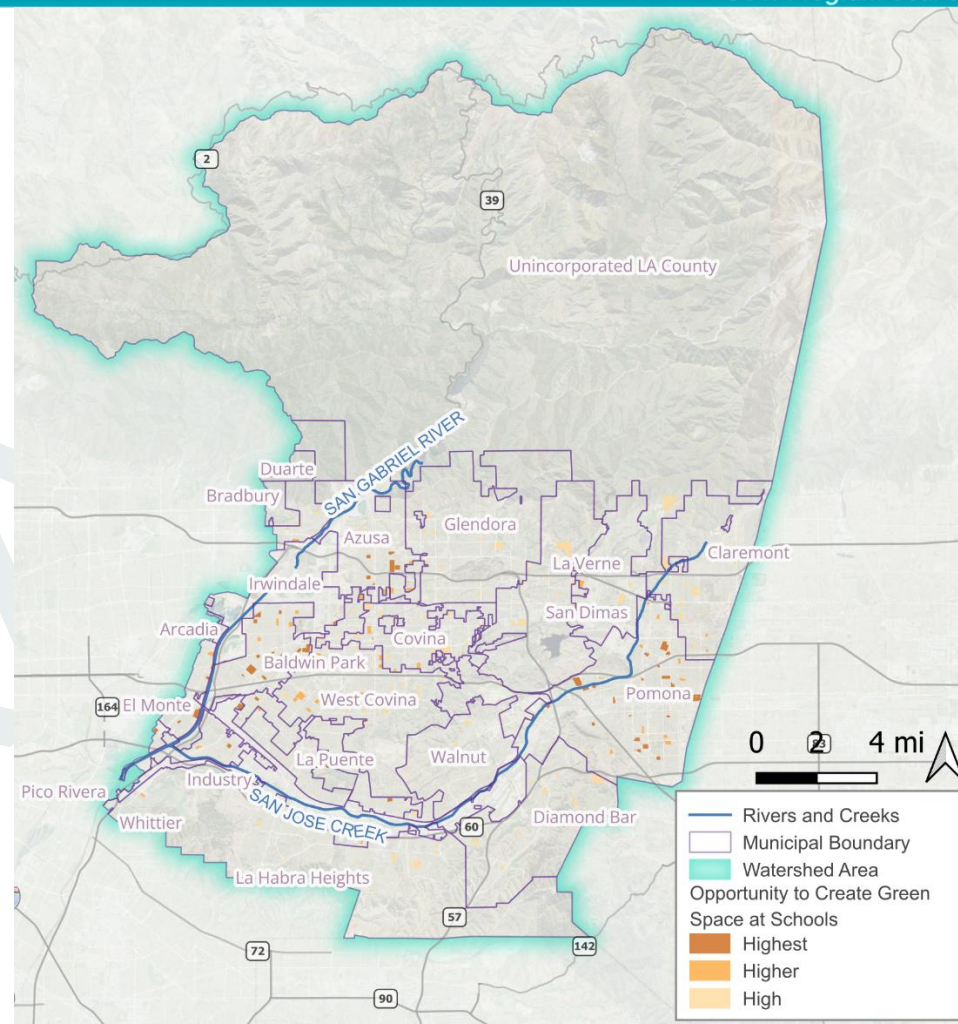 2
39
Unincorporated LA County
SAN GABRIEL RIVER
Duarte
Bradbury
Glendora
Azusa
Claremont
La Verne
Irwindale
San Dimas
Arcadia
Covina
Baldwin Park
Pomona
West Covina
164
El Monte
0 2 4 mi
La Puente
Walnut
Industry
Pico Rivera
SAN JOSE CREEK
Whittier
60
Diamond Bar
La Habra Heights
57
142
72
90
Rivers and Creeks
Municipal Boundary
Watershed Area
Opportunity to Create Green
Space at Schools
Highest
Higher
High